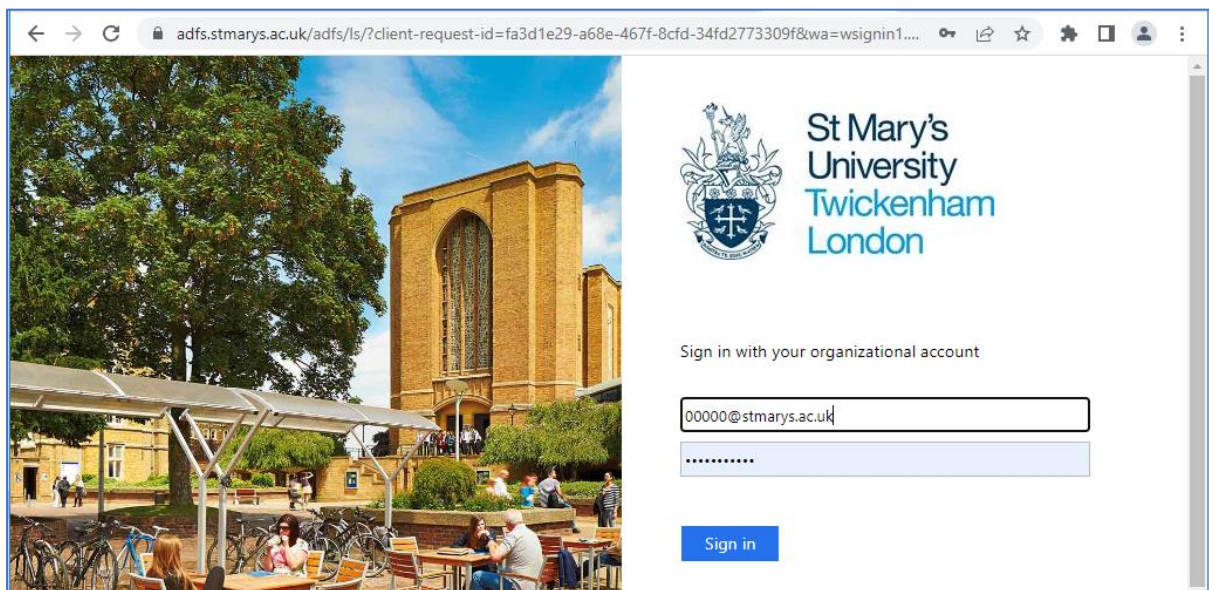 adfs.stmarys.ac.uk/adfs/ls/?client-request-id=fa3d1e29-a68e-467f-8cfd-34fd2773309f&wa=wsignin1....
St Mary's
University
Twickenham
London
Sign in with your organizational account
00000@stmarys.ac.uk
•••••••••••
Sign in